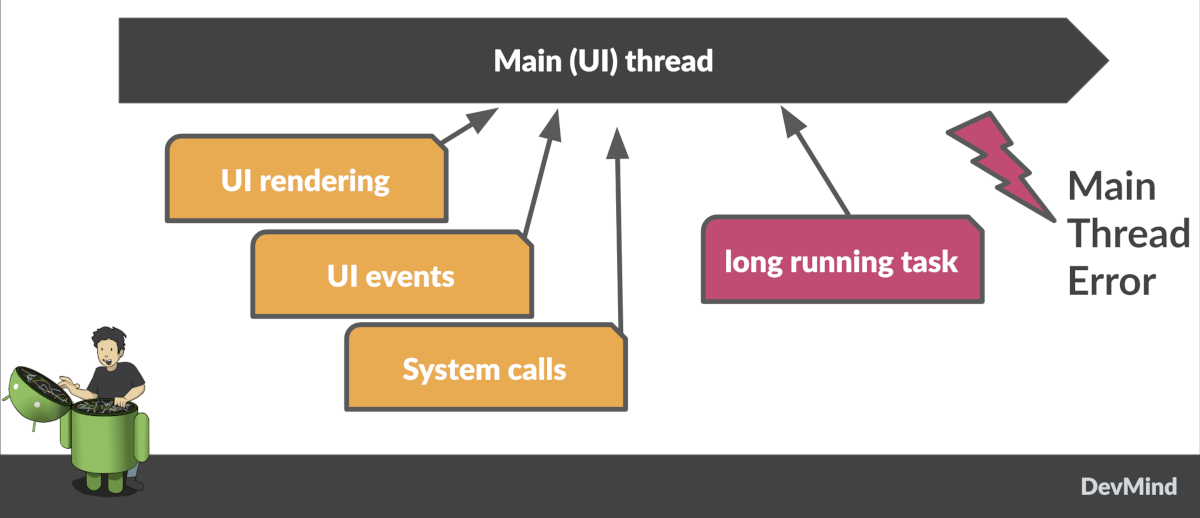 Main (UI) thread
UI rendering
UI events
System calls
long running task
Main
Thread
Error
DevMind